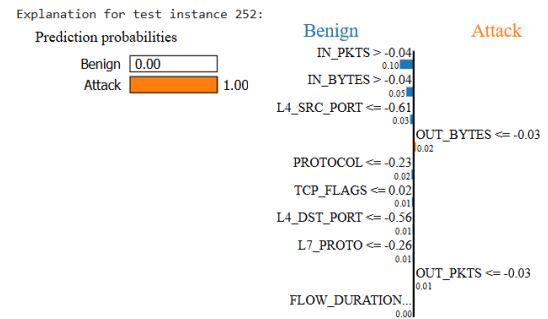 Explanation for test instance 252:
Prediction probabilities
Benign 0.00
Attack 1.00
Benign Attack
IN_PKTS > -0.04
0.10
IN_BYTES > -0.04
0.05
L4_SRC_PORT <= -0.61
0.03
OUT_BYTES <= -0.03
0.02
PROTOCOL <= -0.23
0.02
TCP_FLAGS <= 0.02
0.01
L4_DST_PORT <= -0.56
0.01
L7_PROTO <= -0.26
0.01
OUT_PKTS <= -0.03
0.01
FLOW_DURATION...
0.00